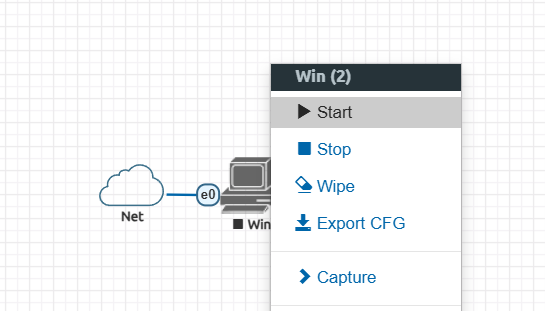 Win (2)
Start
Stop
Wipe
Export CFG
Capture
e0
Net
Win